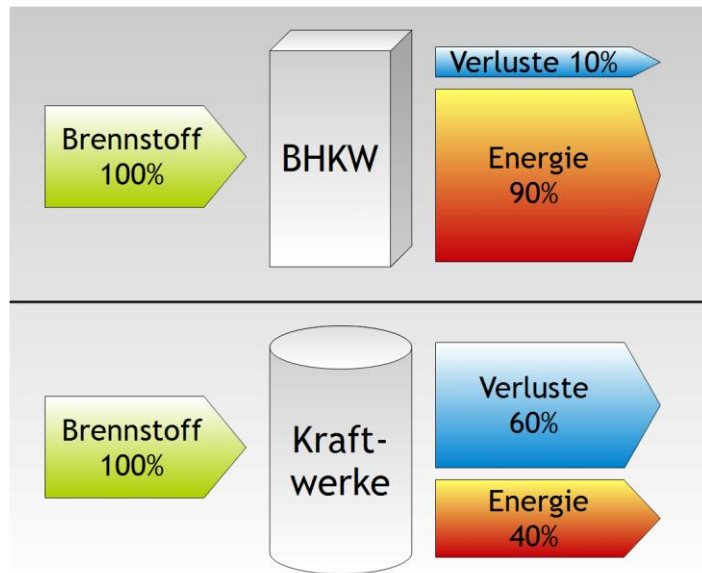 Verluste 10%
Brennstoff
100%
BHKW
Energie
90%
Verluste
60%
Brennstoff
100%
Kraft-
werke
Energie
40%